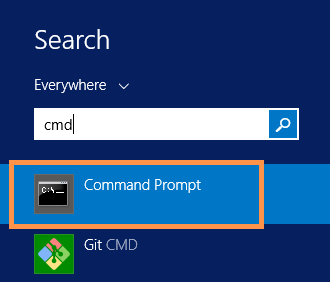 Search
Everywhere
cmd
C:\_
Command Prompt
Git CMD